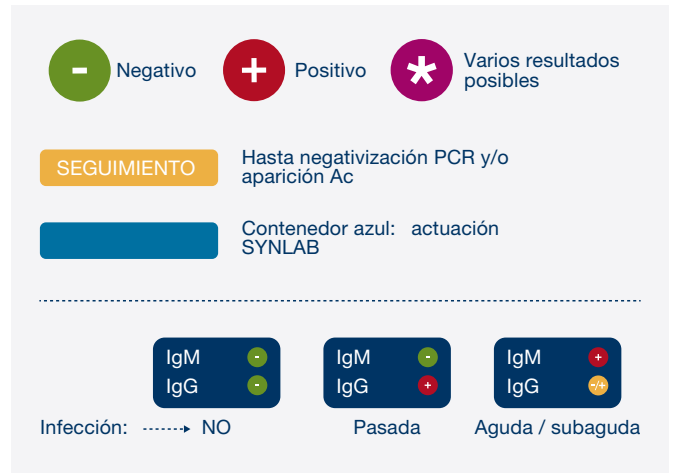 - Negativo + Positivo * Varios resultados
posibles
SEGUIMIENTO Hasta negativización PCR y/o
aparición Ac
Contenedor azul: actuación
SYNLAB
IgM - IgM - IgM +
IgG - IgG + IgG -/+
Infección: NO Pasada Aguda / subaguda